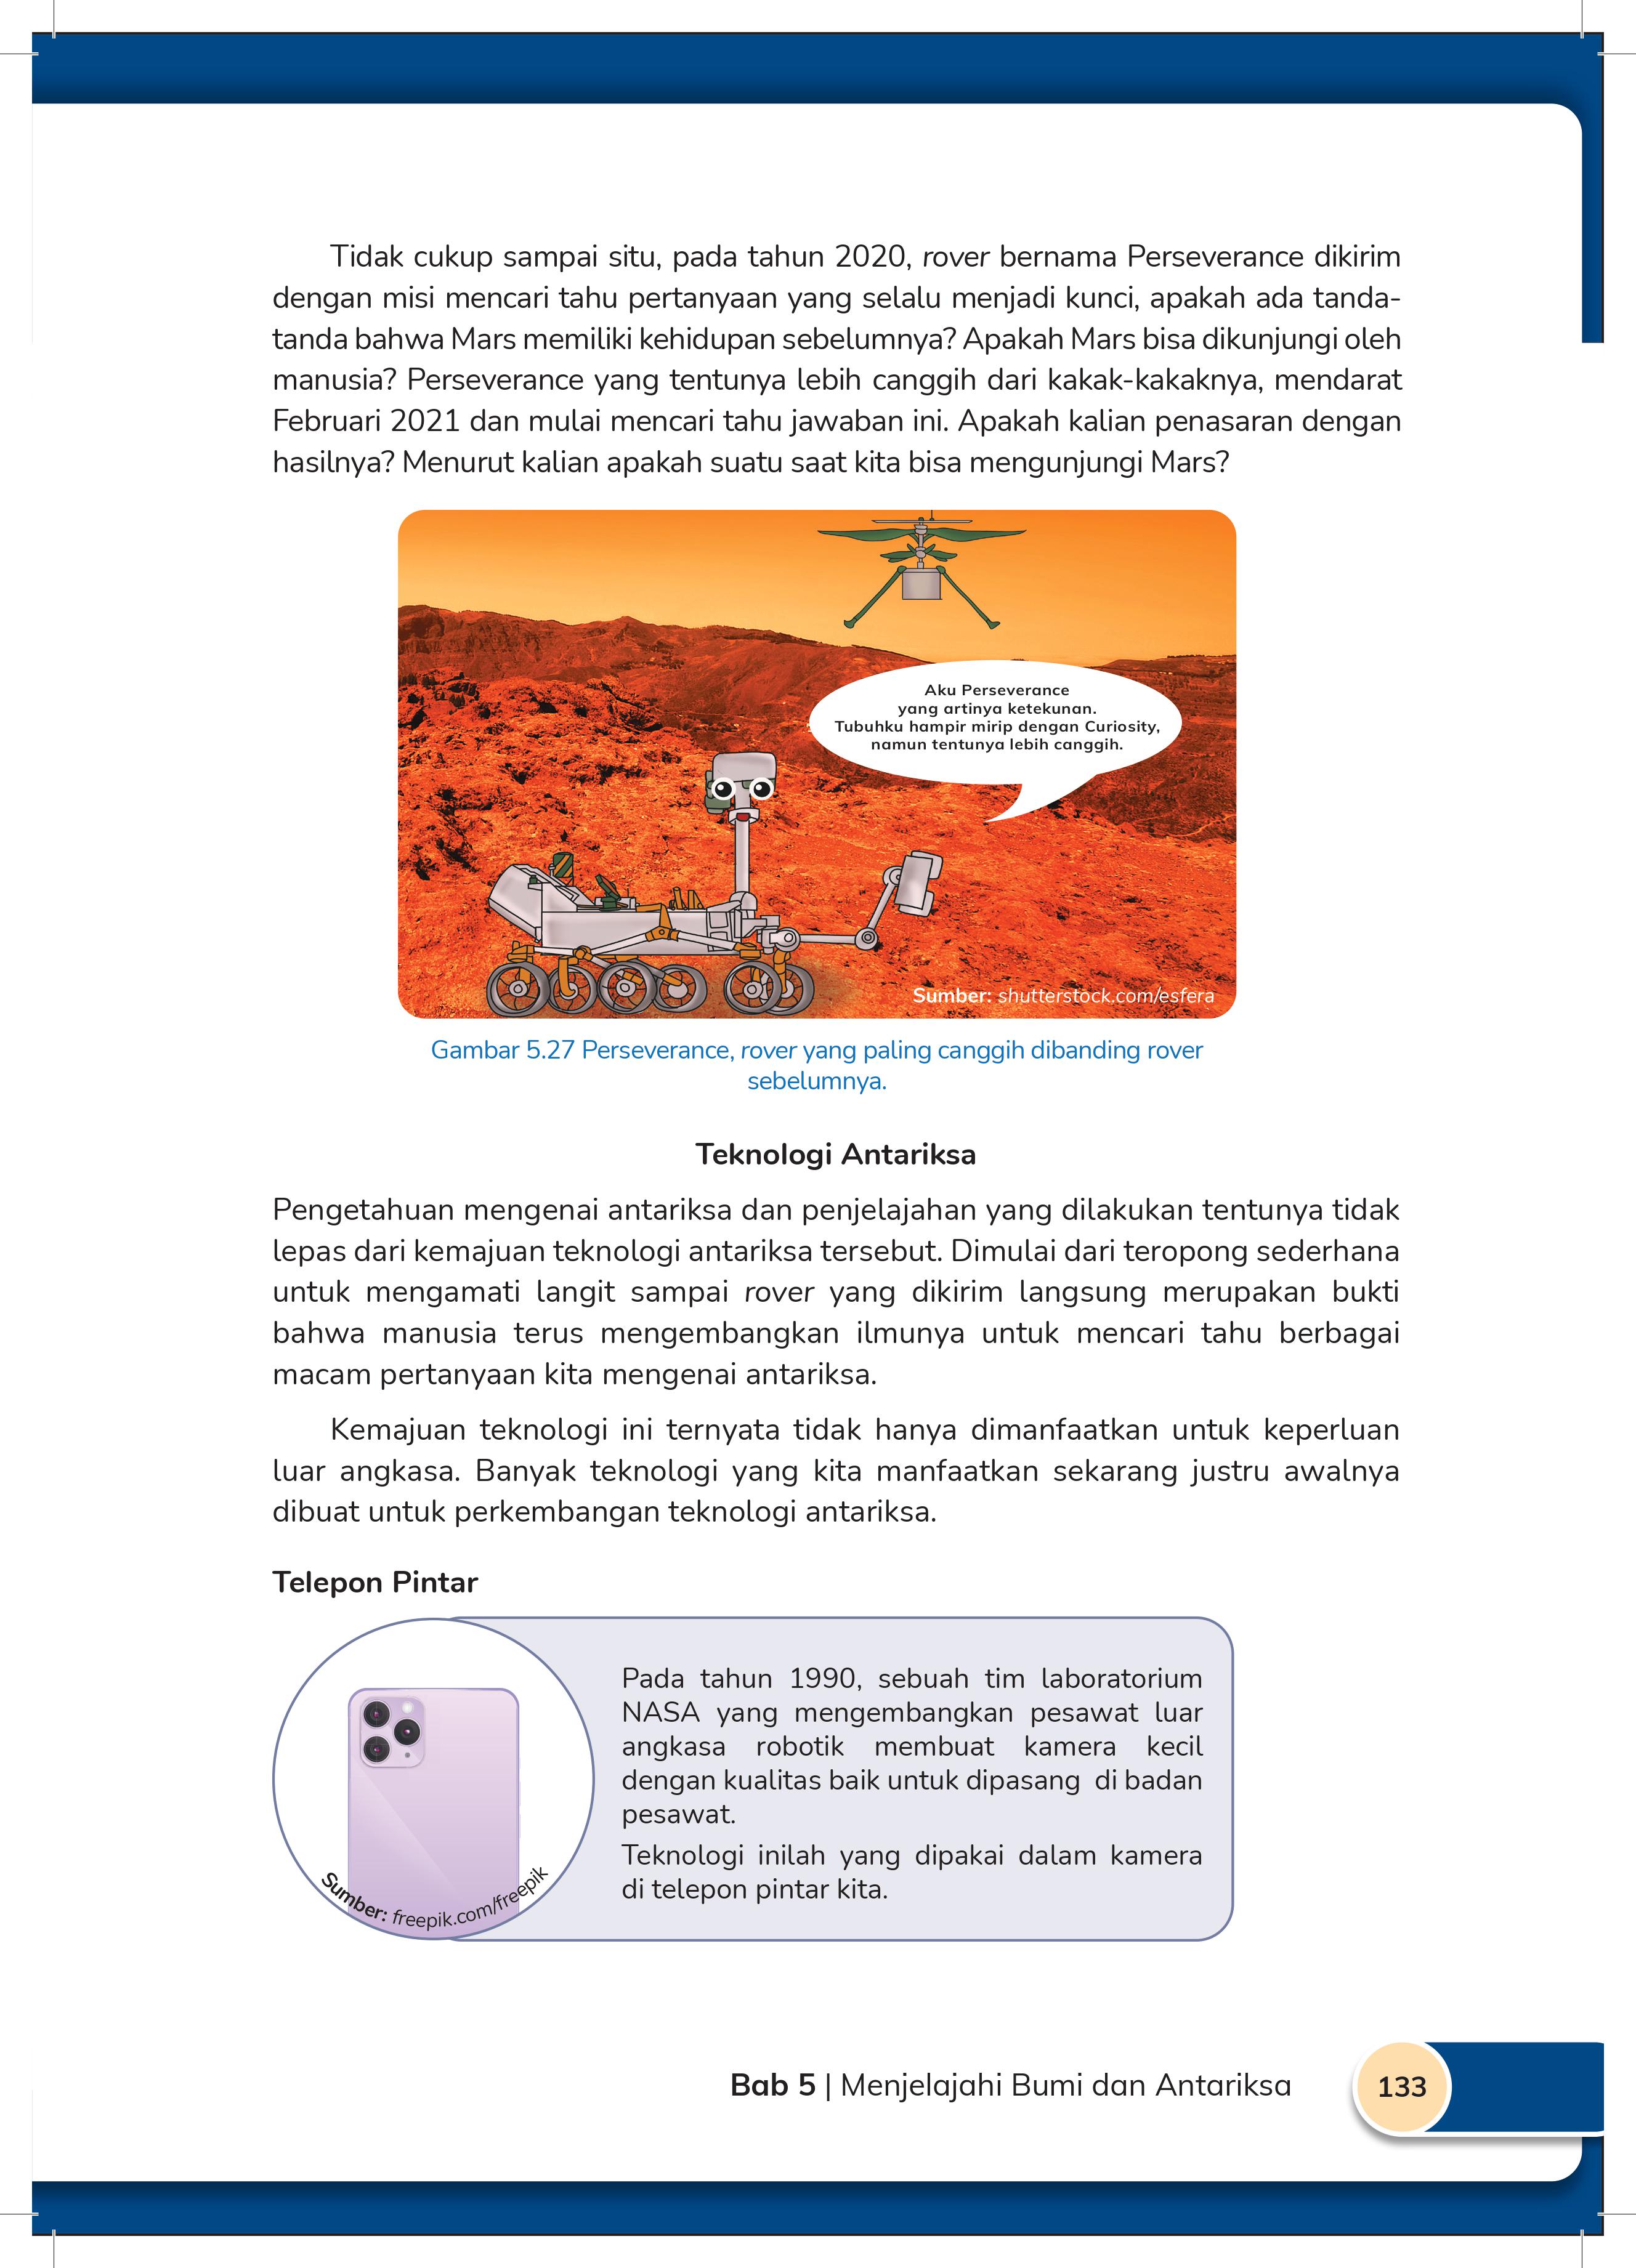 Tidak cukup sampai situ, pada tahun 2020, rover bernama Perseverance dikirim
dengan misi mencari tahu pertanyaan yang selalu menjadi kunci, apakah ada tanda-
tanda bahwa Mars memiliki kehidupan sebelumnya? Apakah Mars bisa dikunjungi oleh
manusia? Perseverance yang tentunya lebih canggih dari kakak-kakaknya, mendarat
Februari 2021 dan mulai mencari tahu jawaban ini. Apakah kalian penasaran dengan
hasilnya? Menurut kalian apakah suatu saat kita bisa mengunjungi Mars?
Aku Perseverance
yang artinya ketekunan.
Tubuhku hampir mirip dengan Curiosity,
namun tentunya lebih canggih.
Sumber: shutterstock.com/esfera
Gambar 5.27 Perseverance, rover yang paling canggih dibanding rover
sebelumnya.
Teknologi Antariksa
Pengetahuan mengenai antariksa dan penjelajahan yang dilakukan tentunya tidak
lepas dari kemajuan teknologi antariksa tersebut. Dimulai dari teropong sederhana
untuk mengamati langit sampai rover yang dikirim langsung merupakan bukti
bahwa manusia terus mengembangkan ilmunya untuk mencari tahu berbagai
macam pertanyaan kita mengenai antariksa.
Kemajuan teknologi ini ternyata tidak hanya dimanfaatkan untuk keperluan
luar angkasa. Banyak teknologi yang kita manfaatkan sekarang justru awalnya
dibuat untuk perkembangan teknologi antariksa.
Telepon Pintar
Pada tahun 1990, sebuah tim laboratorium
NASA yang mengembangkan pesawat luar
angkasa robotik membuat kamera kecil
dengan kualitas baik untuk dipasang di badan
pesawat.
Teknologi inilah yang dipakai dalam kamera
di telepon pintar kita.
Sumber: freepik.com/freepik
Bab 5 | Menjelajahi Bumi dan Antariksa
133